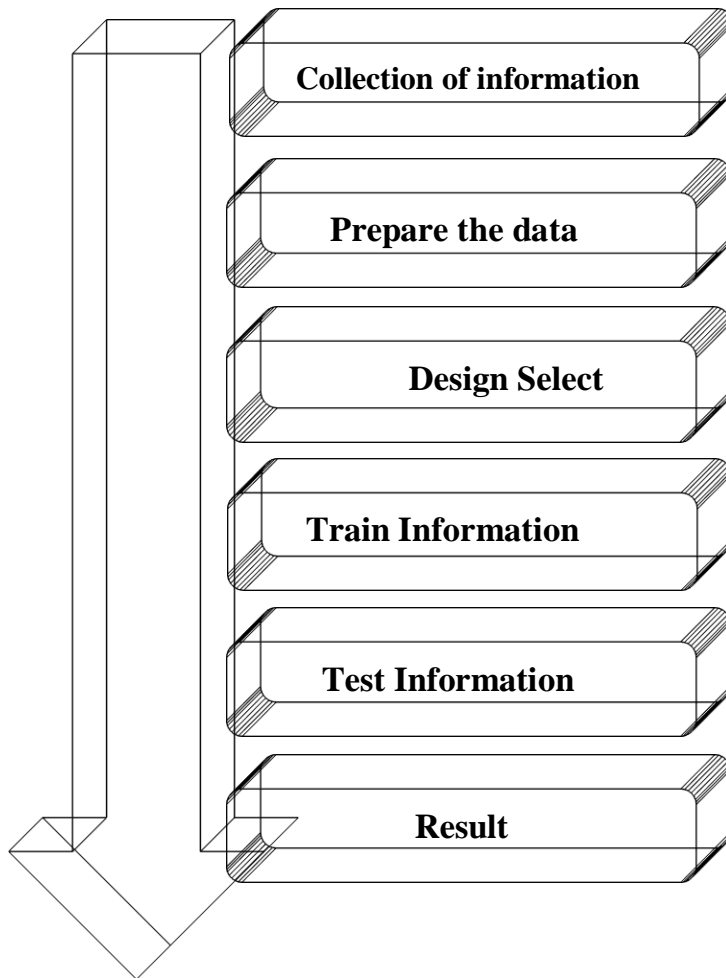 Collection of information
Prepare the data
Design Select
Train Information
Test Information
Result